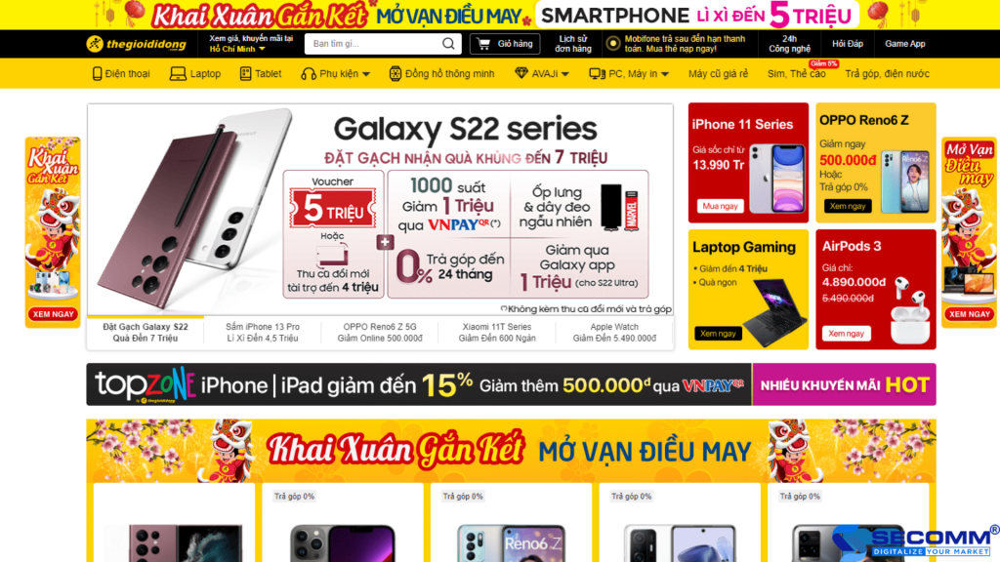 Khai Xuân Gắn Kết MỞ VẠN ĐIỀU MAY SMARTPHONE LÌ XÌ ĐẾN 5 TRIỆU
thegioididong
Xem giá, khuyến mãi tại
Hồ Chí Minh
Bạn tìm gì...
Giỏ hàng
Lịch sử
đơn hàng
Mobifone trả sau đến hạn thanh
toán. Mua thẻ nạp ngay!
24h
Công nghệ
Hỏi Đáp
Game App
Điện thoại
Laptop
Tablet
Phụ kiện
Đồng hồ thông minh
AVAJi
PC, Máy in
Máy cũ giá rẻ
Sim, Thẻ cào
Giảm 5%
Trả góp, điện nước
Khai
Xuân
Gắn Kết
XEM NGAY
Galaxy S22 series
ĐẶT GẠCH NHẬN QUÀ KHỦNG ĐẾN 7 TRIỆU
Voucher
5 TRIỆU
Hoặc
Thu cũ đổi mới
tài trợ đến 4 triệu
1000 suất
Giảm 1 Triệu
qua VNPAYQR(*)
Ốp lưng
& dây đeo
ngẫu nhiên
MARVEL
0% Trả góp đến
24 tháng
Giảm qua
Galaxy app
1 Triệu (cho S22 Ultra)
(*)Không kèm thu cũ đổi mới và trả góp
Đặt Gạch Galaxy S22
Quà Đến 7 Triệu
Sắm iPhone 13 Pro
Lì Xì Đến 4,5 Triệu
OPPO Reno6 Z 5G
Giảm Online 500.000đ
Xiaomi 11T Series
Giảm Đến 600 Ngàn
Apple Watch
Giảm Đến 5.490.000đ
iPhone 11 Series
Giá sốc chỉ từ
13.990 Tr
Mua ngay
OPPO Reno6 Z
Giảm ngay
500.000đ
Hoặc
Trả góp 0%
Xem ngay
Reno6 Z
Laptop Gaming
• Giảm đến 4 Triệu
• Quà ngon
Xem ngay
AirPods 3
Giá chỉ:
4.890.000đ
5.490.000đ
Xem ngay
Mở Vạn
Điều
may
XEM NGAY
topZONE
by thegioididong
iPhone | iPad giảm đến 15% Giảm thêm 500.000đ qua VNPAYQR
NHIỀU KHUYẾN MÃI HOT
Khai Xuân Gắn Kết MỞ VẠN ĐIỀU MAY
Trả góp 0%
Trả góp 0%
Trả góp 0%
Trả góp 0%
Reno6 Z
SECOMM®
DIGITALIZE YOUR MARKET